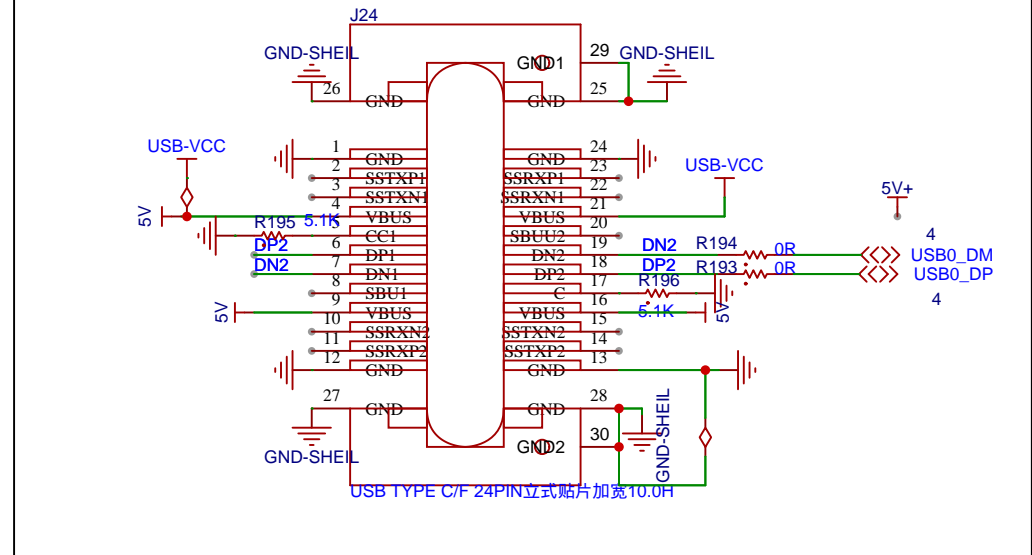 J24
GND-SHEIL
GND1
29
GND-SHEIL
26
GND
GND
25
1
GND
GND
24
USB-VCC
2
SSTXP1
SSRXP1
23
3
SSTXN1
SSRXN1
22
USB-VCC
4
VBUS
VBUS
21
5V
5V+
R195
5.1K
5
CC1
SBUU2
20
4
DP2
6
DP1
DN2
19
DN2
R194
0R
USB0_DM
DN2
7
DN1
DP2
18
DP2
R193
0R
USB0_DP
8
SBU1
C
17
R196
5.1K
4
5V
9
VBUS
VBUS
16
5V
10
SSRXN2
SSTXN2
15
11
SSRXP2
SSTXP2
14
12
GND
GND
13
27
GND
GND
28
GND-SHEIL
GND-SHEIL
GND2
30
USB TYPE C/F 24PIN立式贴片加宽10.0H